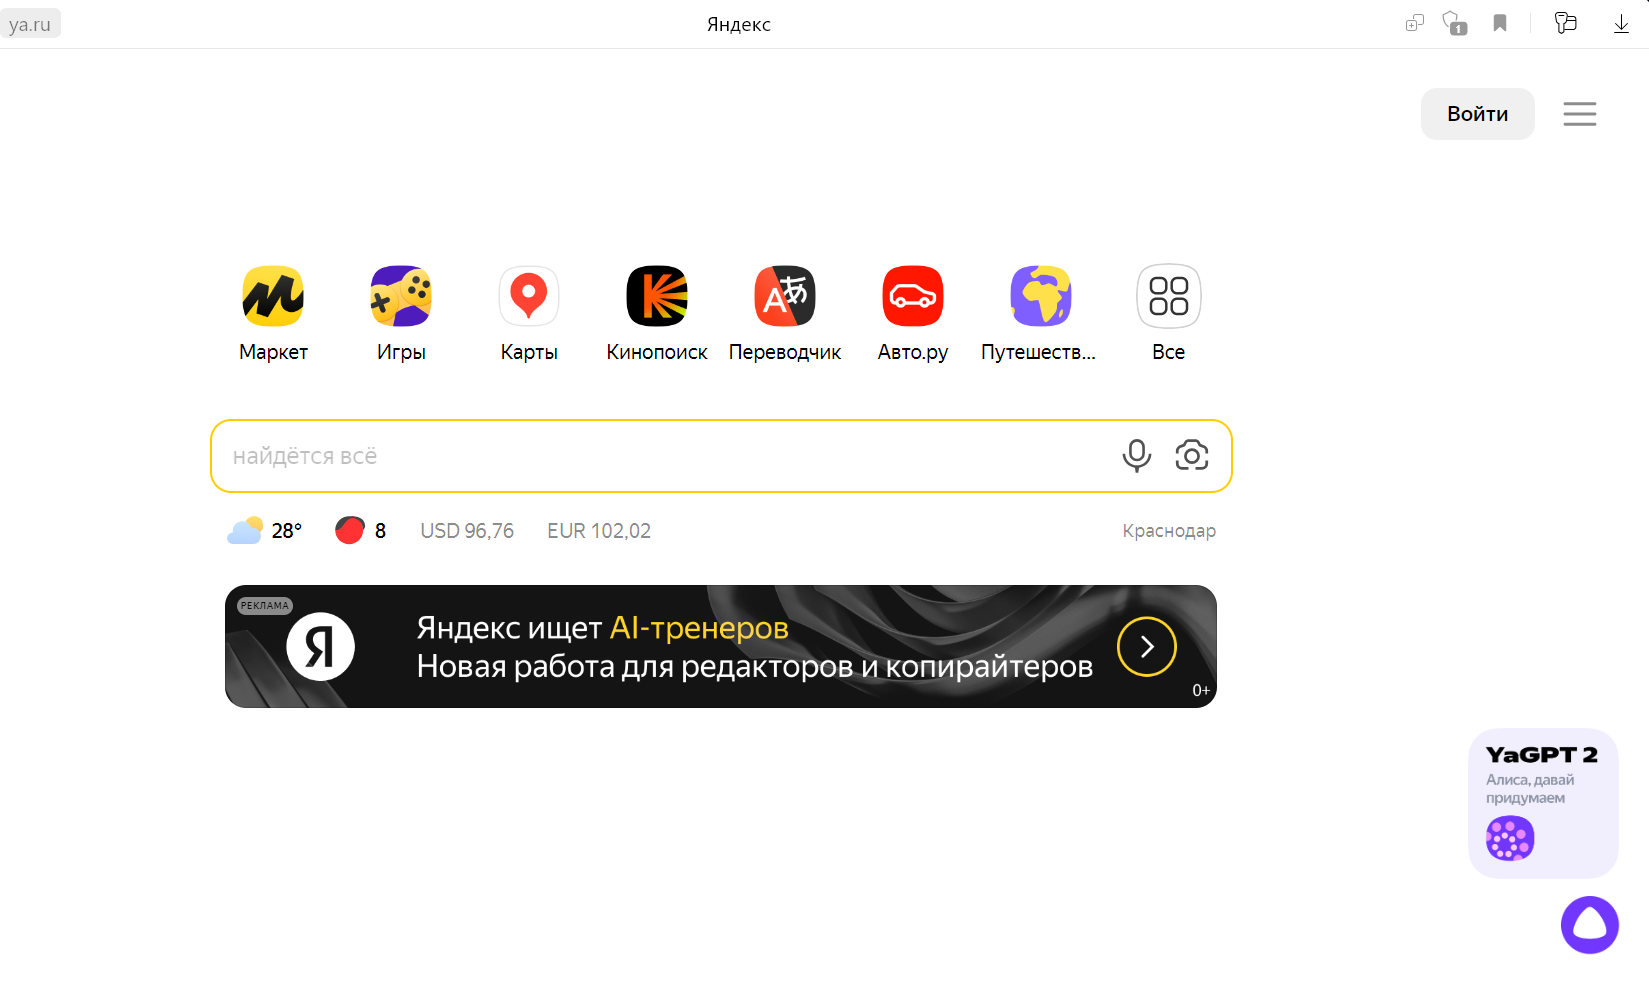 ya.ru
Яндекс
1
Войти
Маркет
Игры
Карты
Кинопоиск
Переводчик
Авто.ру
Путешеств...
Все
найдётся всё
28°
8
USD 96,76
EUR 102,02
Краснодар
РЕКЛАМА
Я
Яндекс ищет AI-тренеров
Новая работа для редакторов и копирайтеров
0+
YaGPT 2
Алиса, давай
придумаем